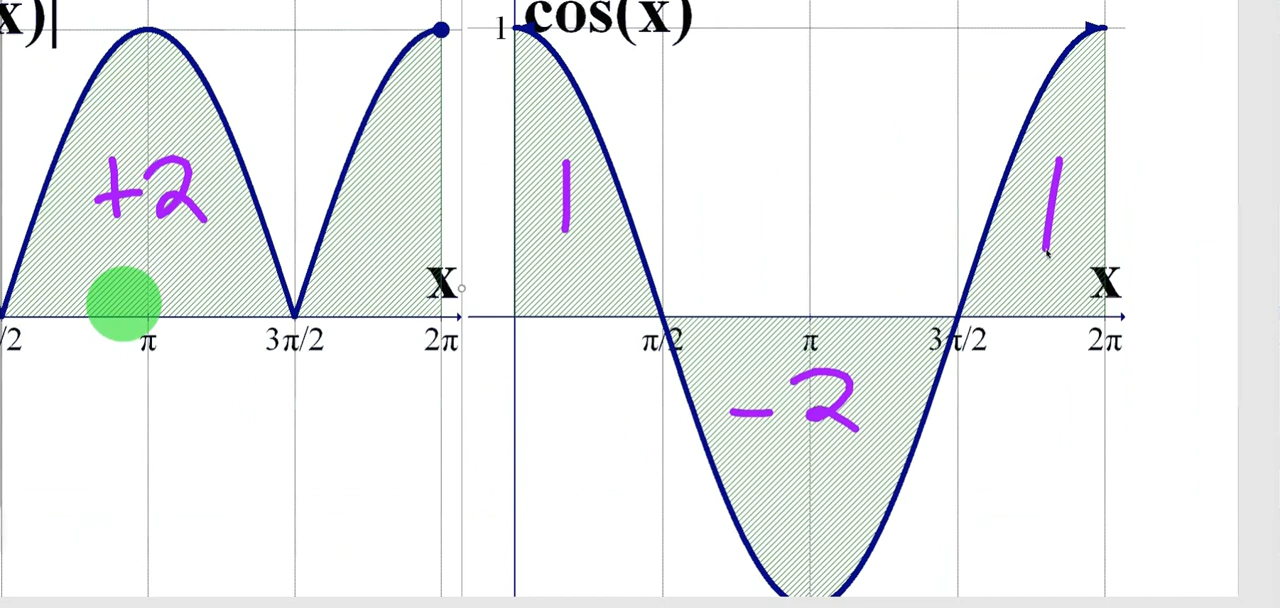 x)|
+2
x
/2 π 3π/2 2π
cos(x)
1
1
1
x
π/2 π 3π/2 2π
-2